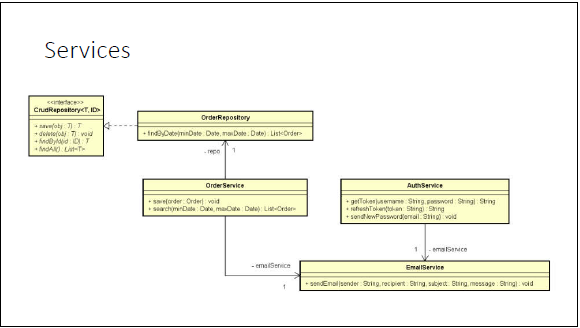 Services
<<interface>>
CrudRepository<T, ID>
+ save(obj : T) : T
+ delete(obj : T) : void
+ findById(id : ID) : T
+ findAll() : List<T>
OrderRepository
+ findByDate(minDate : Date, maxDate : Date) : List<Order>
- repo 1
OrderService
+ save(order : Order) : void
+ search(minDate : Date, maxDate : Date) : List<Order>
AuthService
+ getToken(username : String, password : String) : String
+ refreshToken(token : String) : String
+ sendNewPassword(email : String) : void
1 - emailService
- emailService
1
EmailService
+ sendEmail(sender : String, recipient : String, subject : String, message : String) : void